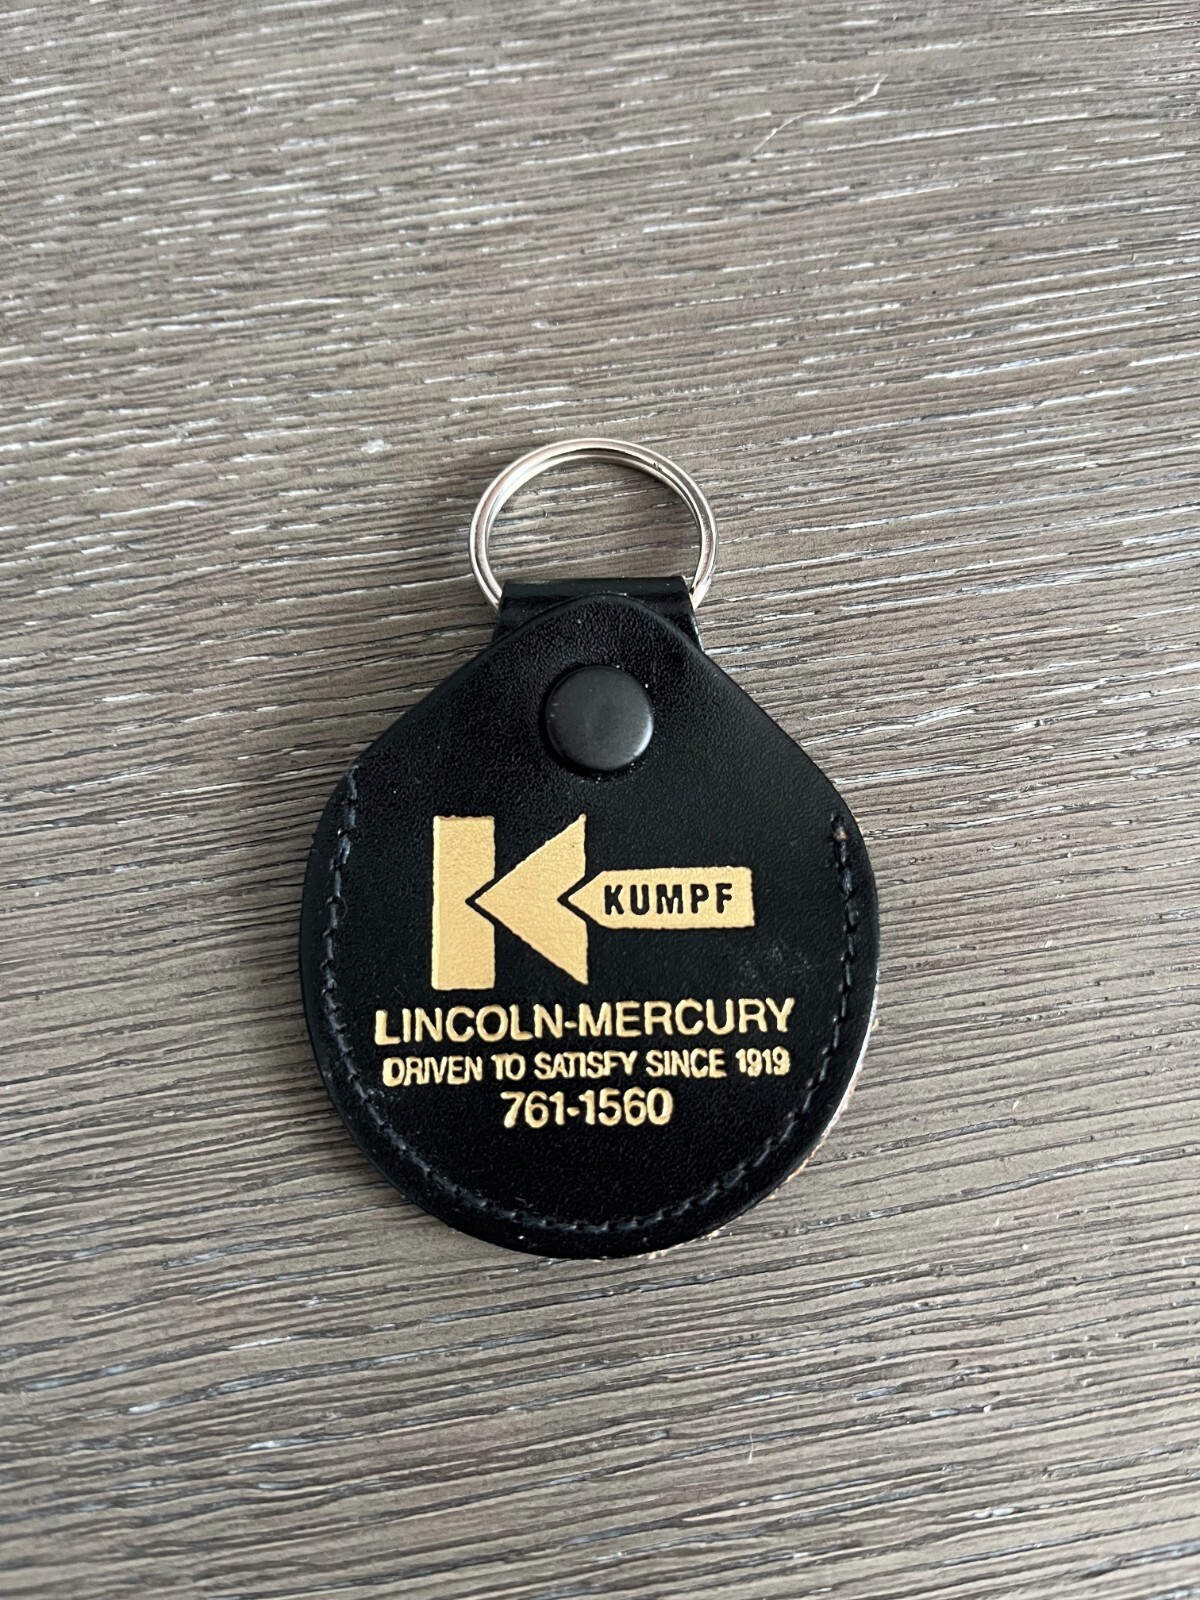 KUMPF
LINCOLN-MERCURY
DRIVEN TO SATISFY SINCE 1919
761-1560